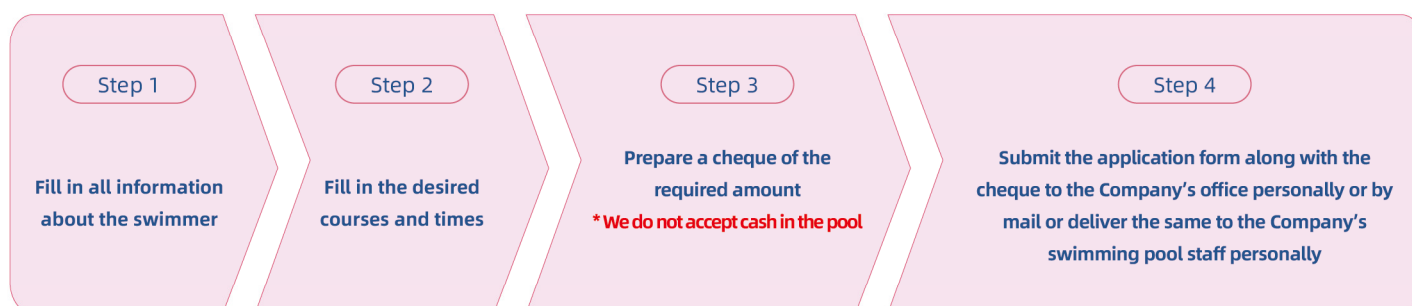 Step 1
Fill in all information
about the swimmer
Step 2
Fill in the desired
courses and times
Step 3
Prepare a cheque of the
required amount
* We do not accept cash in the pool
Step 4
Submit the application form along with the
cheque to the Company's office personally or by
mail or deliver the same to the Company's
swimming pool staff personally